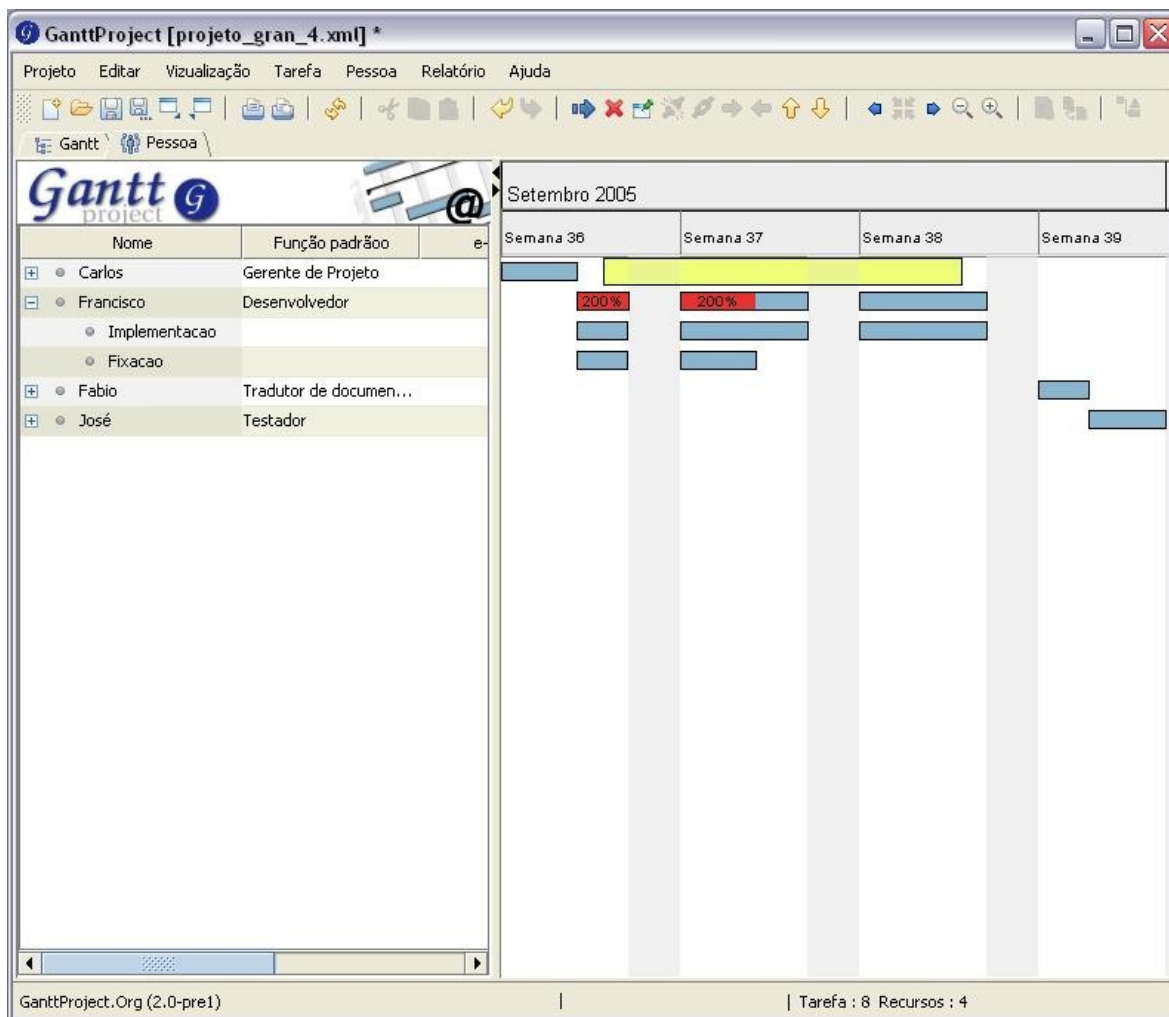 GanttProject [projeto_gran_4.xml] *
Projeto Editar Vizualização Tarefa Pessoa Relatório Ajuda
Gantt Pessoa
Gantt G
project
@
Setembro 2005
Nome Função padrãoo e-
Semana 36 Semana 37 Semana 38 Semana 39
Carlos Gerente de Projeto
Francisco Desenvolvedor 200% 200%
Implementacao
Fixacao
Fabio Tradutor de documen...
José Testador
GanttProject.Org (2.0-pre1) | | Tarefa : 8 Recursos : 4